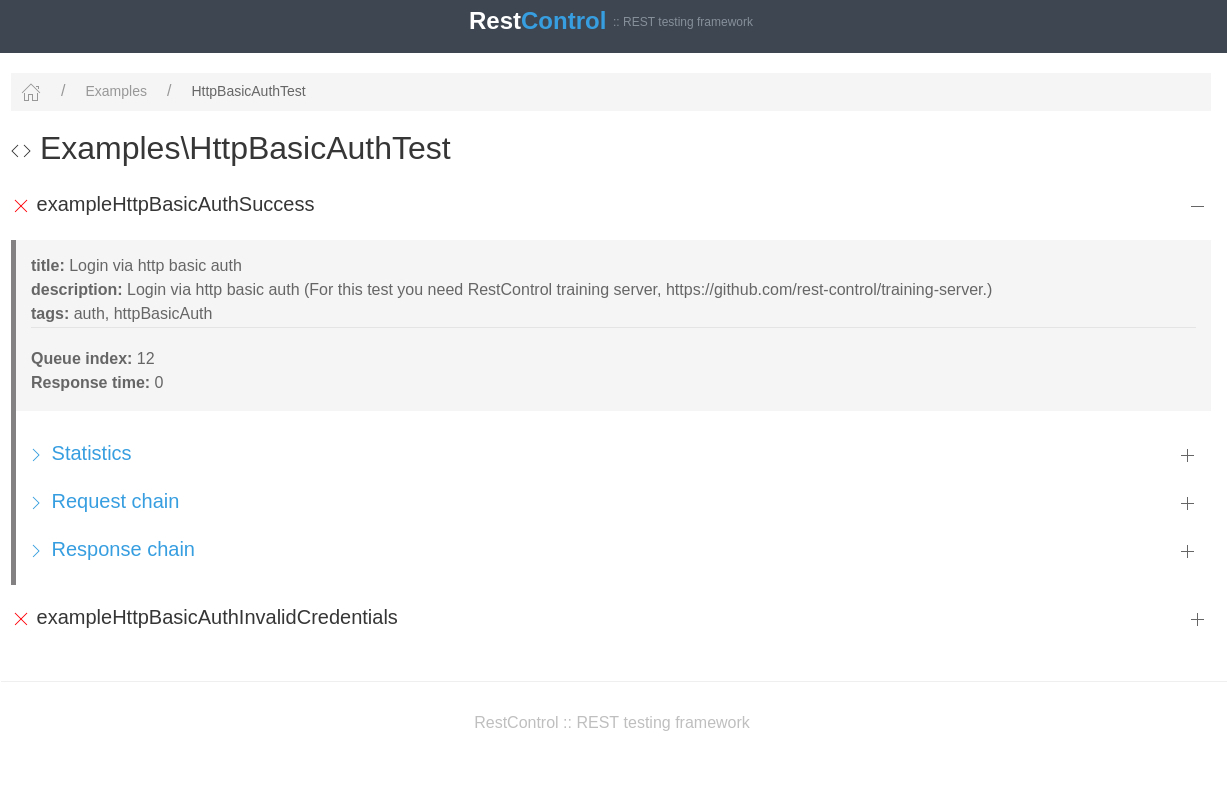 RestControl :: REST testing framework
/ Examples / HttpBasicAuthTest
Examples\HttpBasicAuthTest
exampleHttpBasicAuthSuccess
title: Login via http basic auth
description: Login via http basic auth (For this test you need RestControl training server, https://github.com/rest-control/training-server.)
tags: auth, httpBasicAuth
Queue index: 12
Response time: 0
Statistics
Request chain
Response chain
exampleHttpBasicAuthInvalidCredentials
RestControl :: REST testing framework